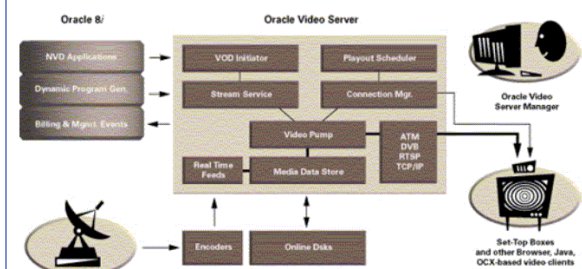 Oracle 8i
Oracle Video Server
NVD Applications
Dynamic Program Gen.
Billing & Mgmt. Events
VOD Initiator
Playout Scheduler
Stream Service
Connection Mgr.
Video Pump
ATM
DVB
RTSP
TCP/IP
Real Time
Feeds
Media Data Store
Encoders
Online Dsks
Oracle Video
Server Manager
Set-Top Boxes
and other Browser, Java,
OCX-based video clients